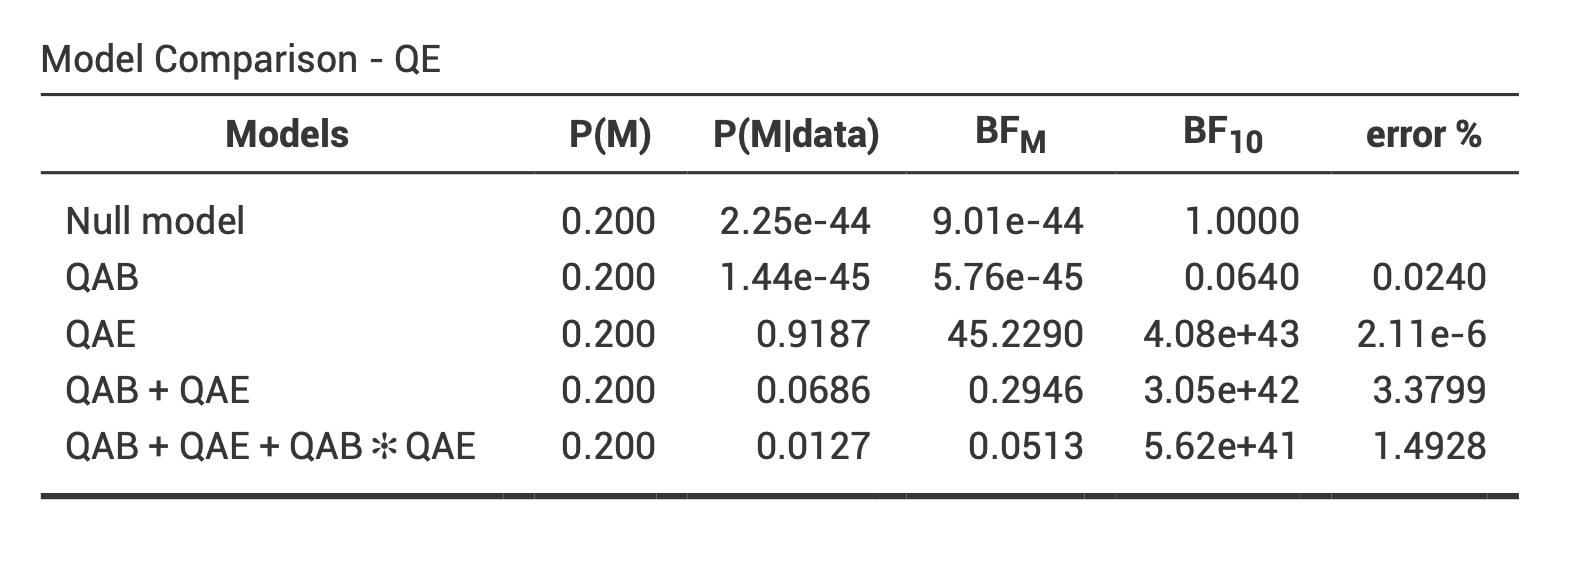 Model Comparison - QE
Models P(M) P(M|data) BFM BF10 error %
Null model 0.200 2.25e-44 9.01e-44 1.0000
QAB 0.200 1.44e-45 5.76e-45 0.0640 0.0240
QAE 0.200 0.9187 45.2290 4.08e+43 2.11e-6
QAB + QAE 0.200 0.0686 0.2946 3.05e+42 3.3799
QAB + QAE + QAB ✻ QAE 0.200 0.0127 0.0513 5.62e+41 1.4928